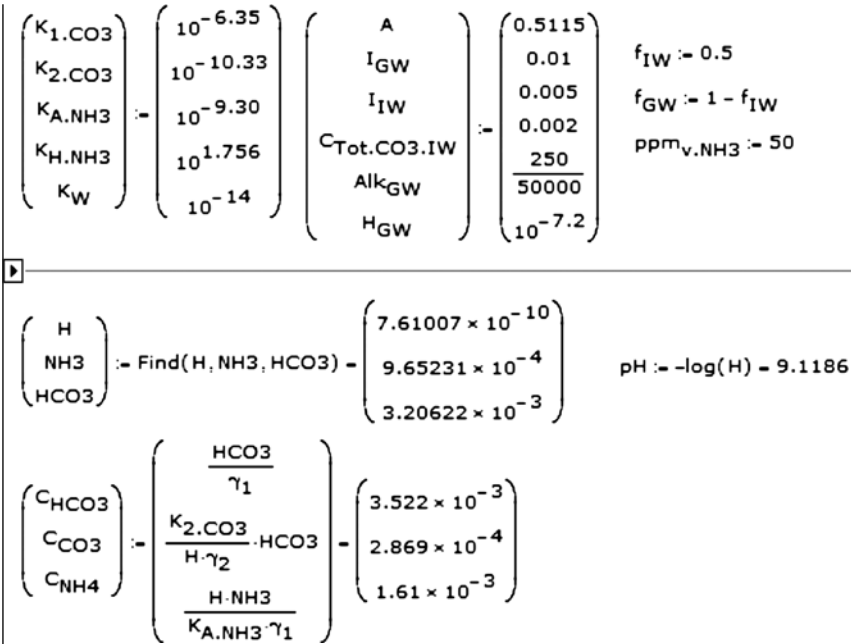 K1.CO3
K2.CO3
KA.NH3
KH.NH3
KW
:=
10^-6.35
10^-10.33
10^-9.30
10^1.756
10^-14
A
IGW
IIW
CTot.CO3.IW
AlkGW
HGW
:=
0.5115
0.01
0.005
0.002
250
50000
10^-7.2
fIW := 0.5
fGW := 1 - fIW
ppmv.NH3 := 50
H
NH3
HCO3
:= Find(H, NH3, HCO3) =
7.61007 × 10^-10
9.65231 × 10^-4
3.20622 × 10^-3
pH := -log(H) = 9.1186
CHCO3
CCO3
CNH4
:=
HCO3
γ1
K2.CO3
H·γ2
·HCO3
H·NH3
KA.NH3·γ1
=
3.522 × 10^-3
2.869 × 10^-4
1.61 × 10^-3